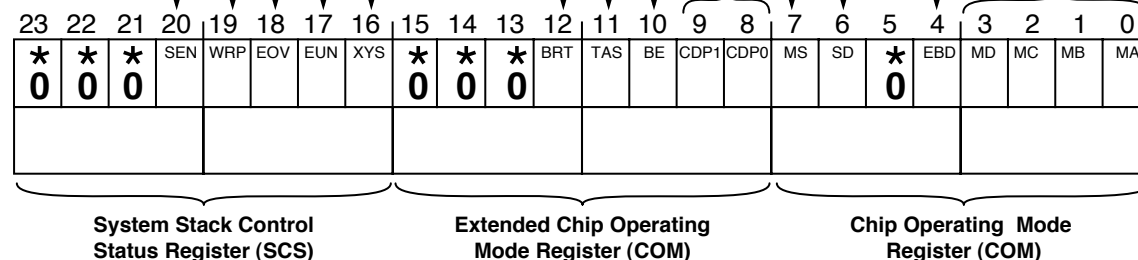 23 22 21 20 19 18 17 16 15 14 13 12 11 10 9 8 7 6 5 4 3 2 1 0
* * * SEN WRP EOV EUN XYS * * * BRT TAS BE CDP1 CDP0 MS SD * EBD MD MC MB MA
0 0 0 0 0 0 0
System Stack Control
Status Register (SCS)
Extended Chip Operating
Mode Register (COM)
Chip Operating Mode
Register (COM)